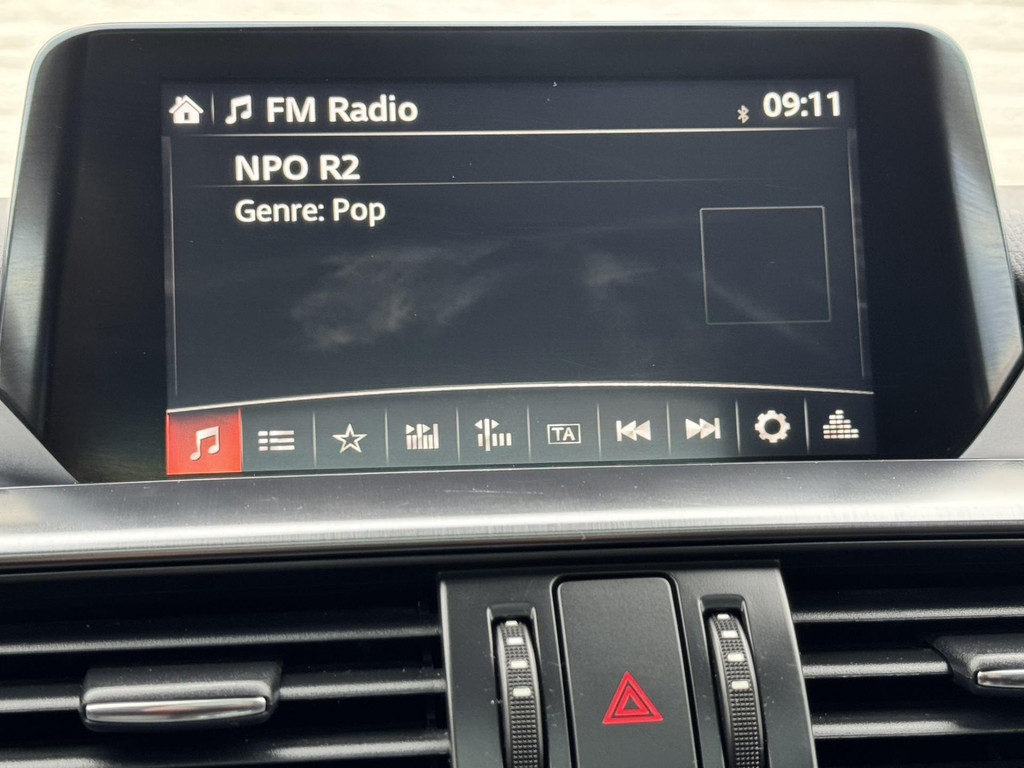 FM Radio
09:11
NPO R2
Genre: Pop
TA